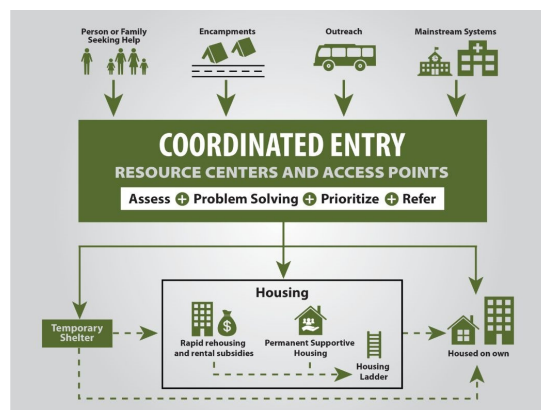 Person or Family
Seeking Help
Encampments
Outreach
Mainstream Systems
COORDINATED ENTRY
RESOURCE CENTERS AND ACCESS POINTS
Assess + Problem Solving + Prioritize + Refer
Housing
Temporary
Shelter
$
Rapid rehousing
and rental subsidies
Permanent Supportive
Housing
Housing
Ladder
Housed on own